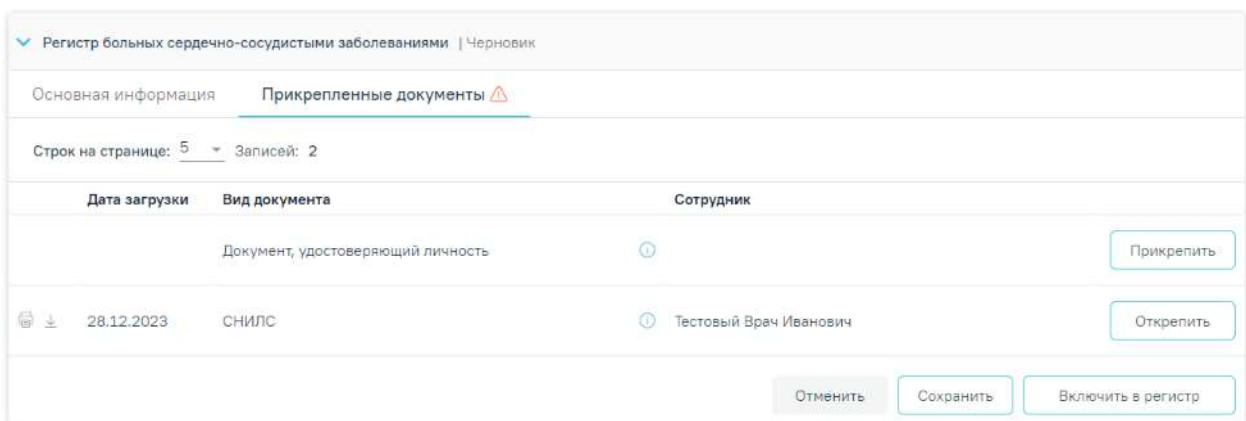 Регистр больных сердечно-сосудистыми заболеваниями | Черновик
Основная информация Прикрепленные документы
Строк на странице: 5 Записей: 2
Дата загрузки Вид документа Сотрудник
Документ, удостоверяющий личность Прикрепить
28.12.2023 СНИЛС Тестовый Врач Иванович Открепить
Отменить Сохранить Включить в регистр